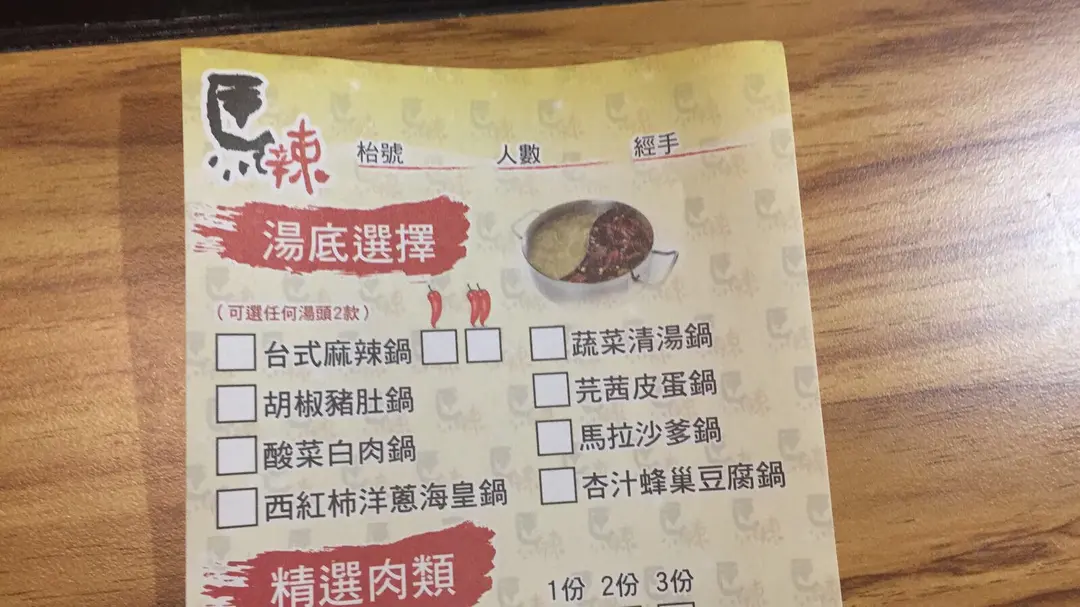 馬辣
枱號 人數 經手
湯底選擇
(可選任何湯頭2款)
台式麻辣鍋
蔬菜清湯鍋
胡椒豬肚鍋
芫茜皮蛋鍋
酸菜白肉鍋
馬拉沙爹鍋
西紅柿洋蔥海皇鍋
杏汁蜂巢豆腐鍋
精選肉類
1份 2份 3份